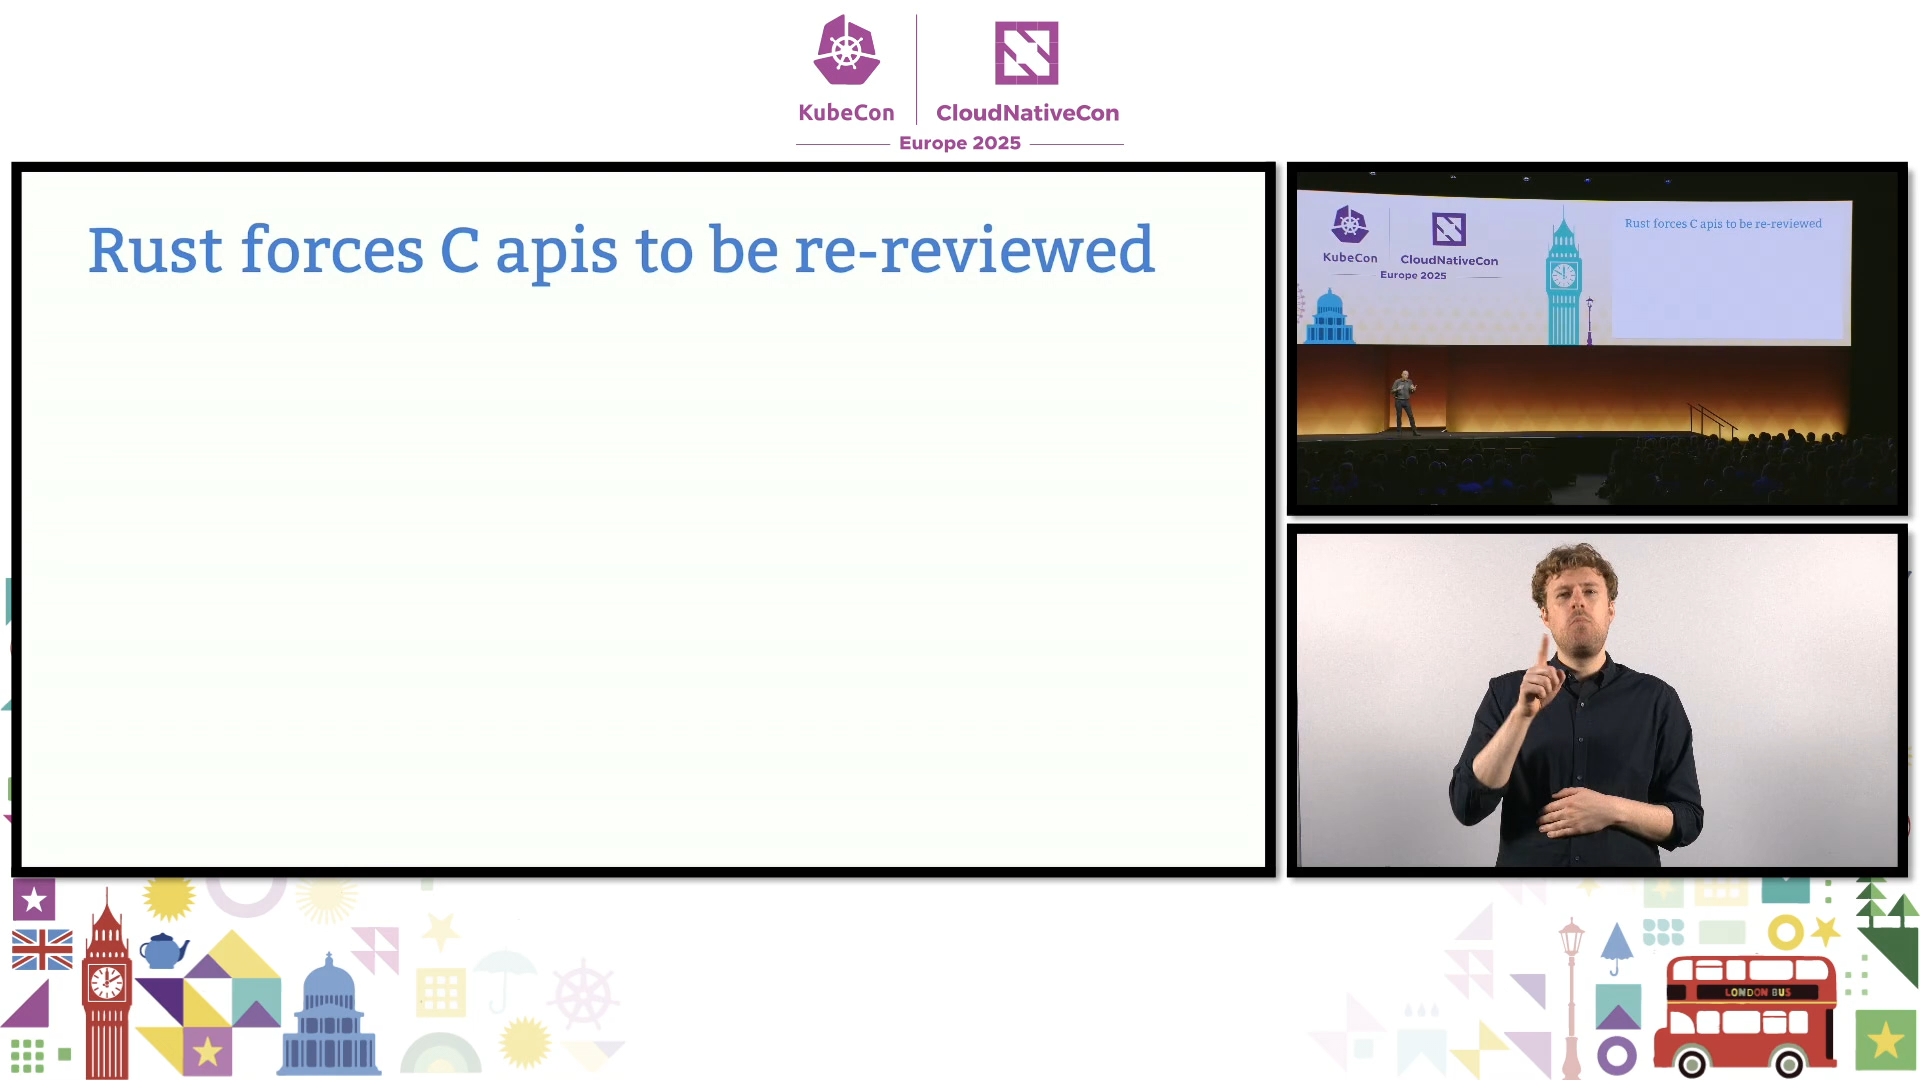 KubeCon
CloudNativeCon
Europe 2025
Rust forces C apis to be re-reviewed
KubeCon
CloudNativeCon
Europe 2025
Rust forces C apis to be re-reviewed
LONDON BUS